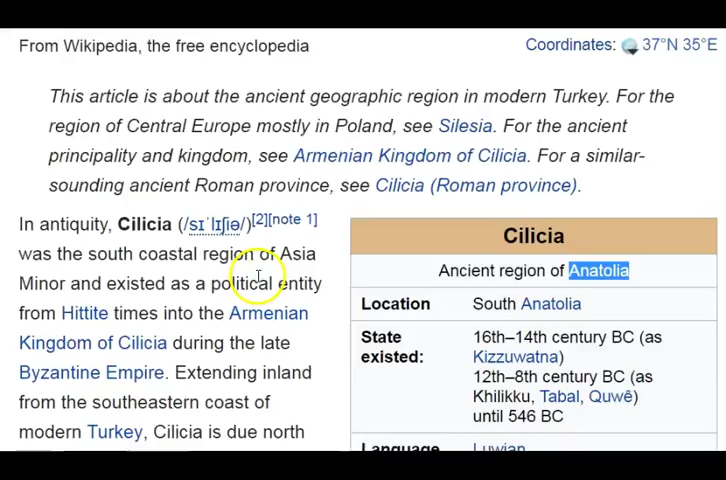 From Wikipedia, the free encyclopedia
Coordinates: 37°N 35°E
This article is about the ancient geographic region in modern Turkey. For the
region of Central Europe mostly in Poland, see Silesia. For the ancient
principality and kingdom, see Armenian Kingdom of Cilicia. For a similar-
sounding ancient Roman province, see Cilicia (Roman province).
In antiquity, Cilicia (/sɪˈlɪʃiə/)[2][note 1]
was the south coastal region of Asia
Minor and existed as a political entity
from Hittite times into the Armenian
Kingdom of Cilicia during the late
Byzantine Empire. Extending inland
from the southeastern coast of
modern Turkey, Cilicia is due north
Cilicia
Ancient region of Anatolia
Location South Anatolia
State existed: 16th–14th century BC (as
Kizzuwatna)
12th–8th century BC (as
Khilikku, Tabal, Quwê)
until 546 BC
Language Luwian